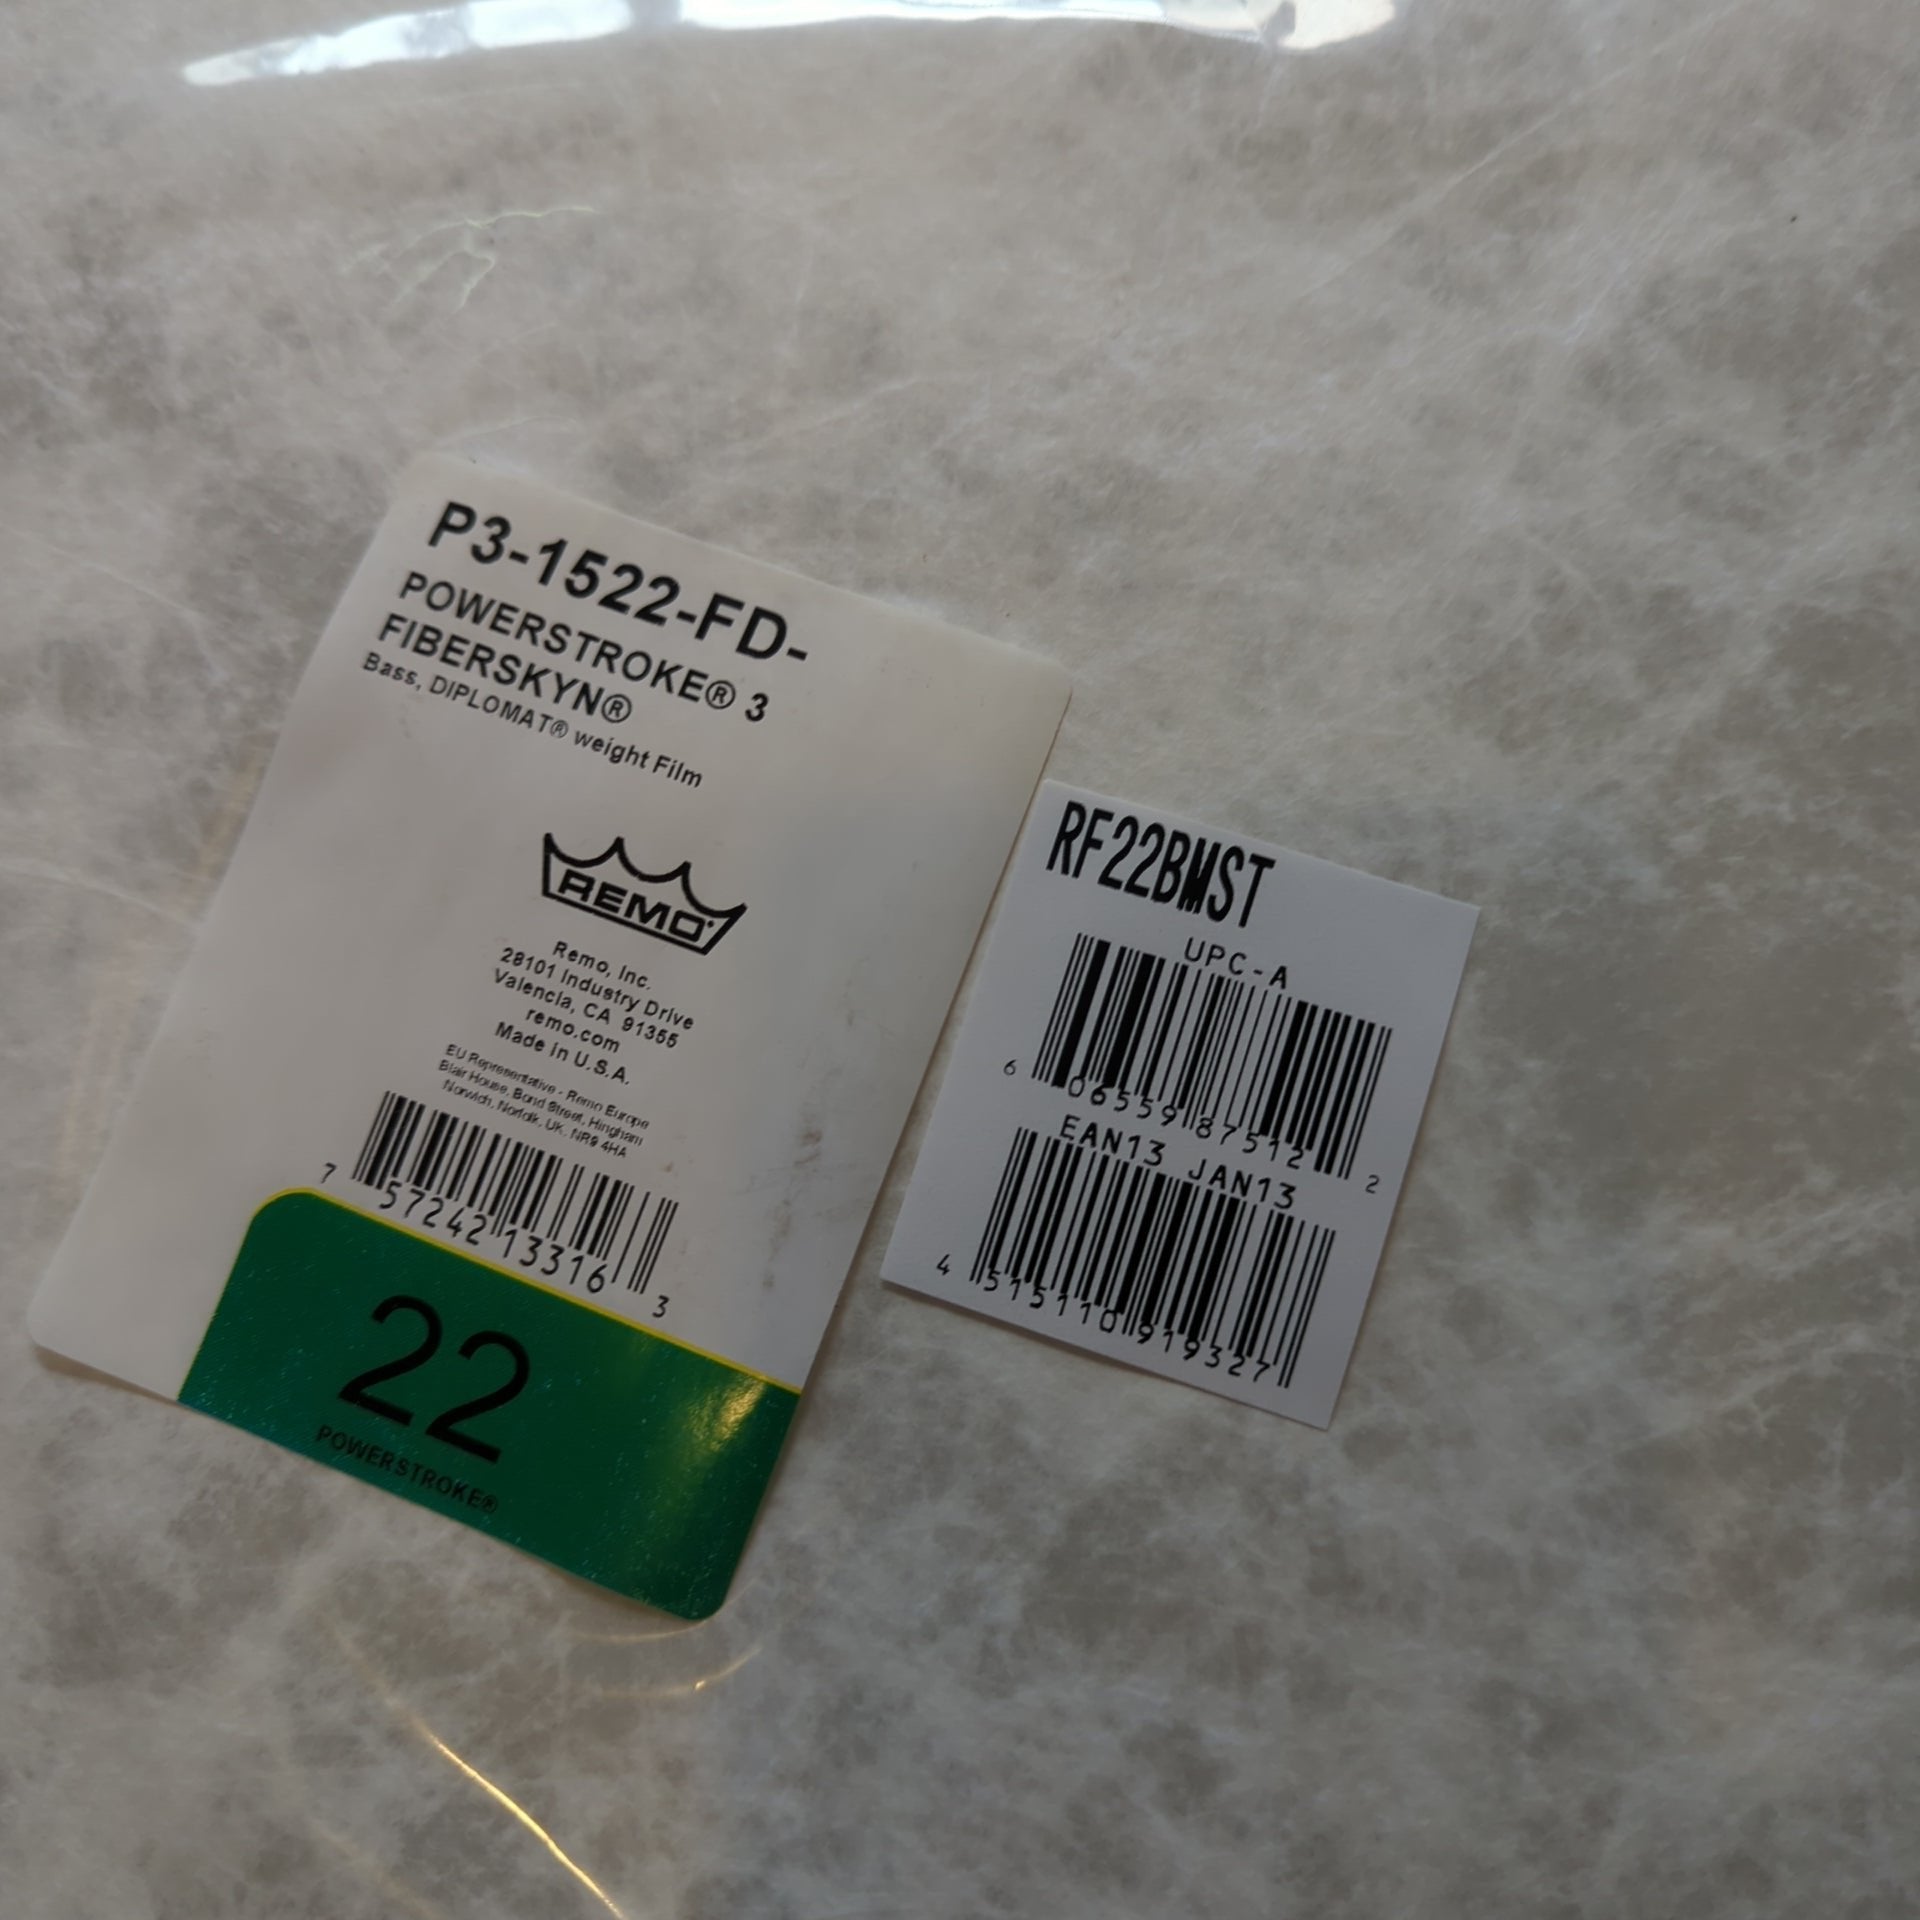 P3-1522-FD-
POWERSTROKE® 3
FIBERSKYN®
Bass, DIPLOMAT® weight Film
REMO
Remo, Inc.
28101 Industry Drive
Valencia, CA 91355
remo.com
Made in U.S.A.
EU Representative - Remo Europe
Blair House, Bond Street, Hingham
Norwich, Norfolk, UK, NR9 4HA
7 57242 13316 3
22
POWERSTROKE®
RF22BMST
UPC-A
6 06559 87512 2
EAN13 JAN13
4 515110 919327